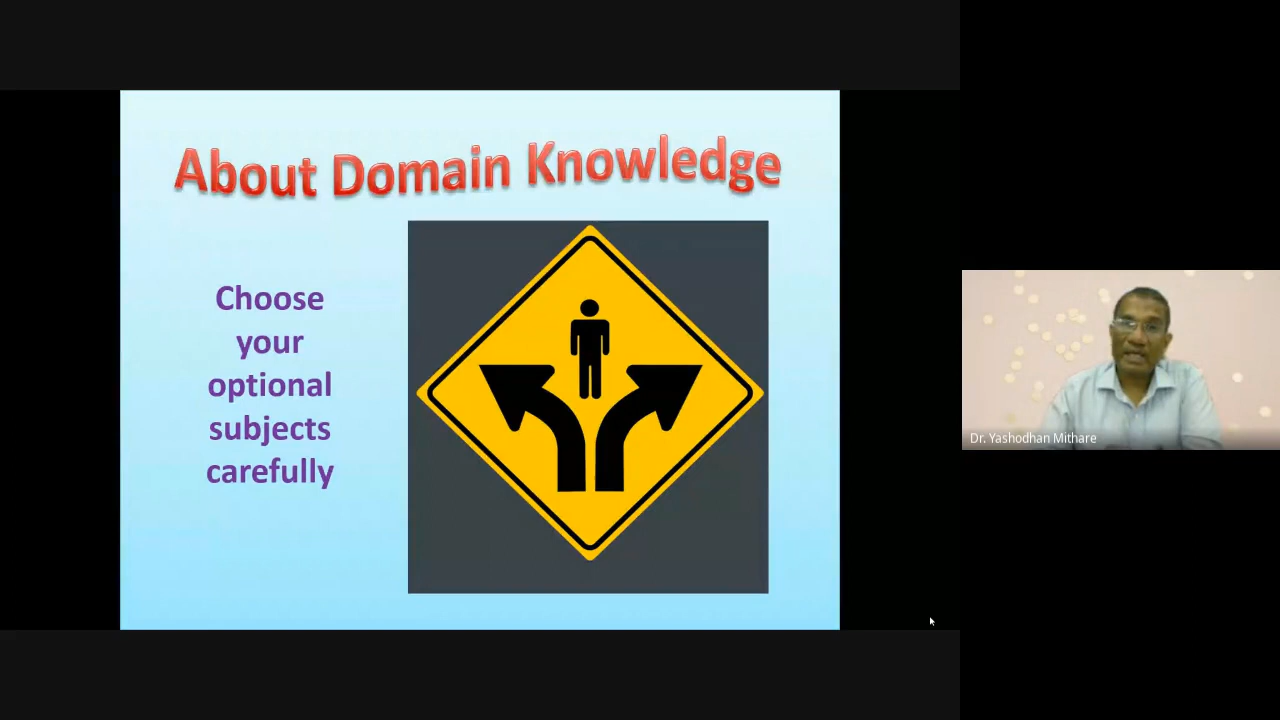 About Domain Knowledge
Choose
your
optional
subjects
carefully
Dr. Yashodhan Mithare